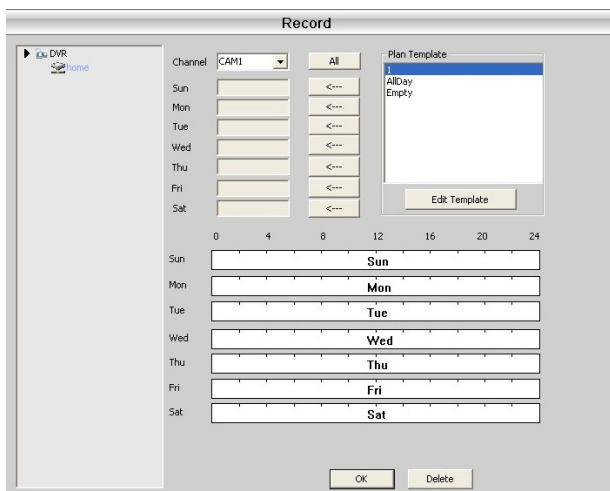 Record
DVR
home
Channel CAM1 All
Plan Template
1
AllDay
Empty
Edit Template
Sun <---
Mon <---
Tue <---
Wed <---
Thu <---
Fri <---
Sat <---
0 4 8 12 16 20 24
Sun Sun
Mon Mon
Tue Tue
Wed Wed
Thu Thu
Fri Fri
Sat Sat
OK Delete